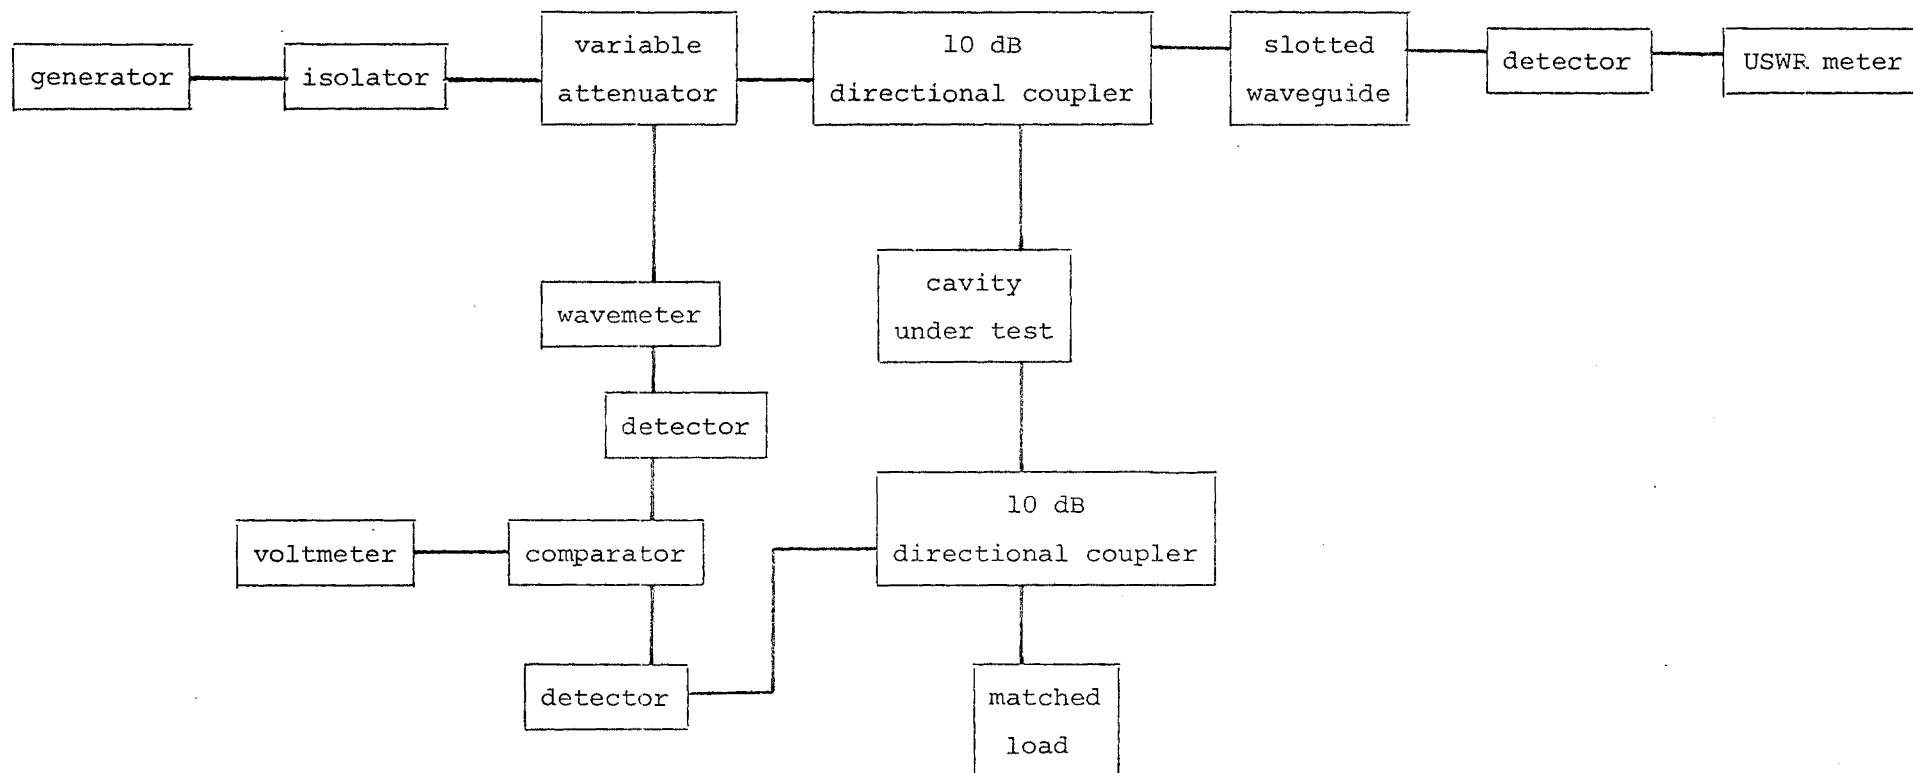 generator
isolator
variable
attenuator
10 dB
directional coupler
slotted
waveguide
detector
USWR meter
wavemeter
cavity
under test
detector
10 dB
directional coupler
voltmeter
comparator
detector
matched
load